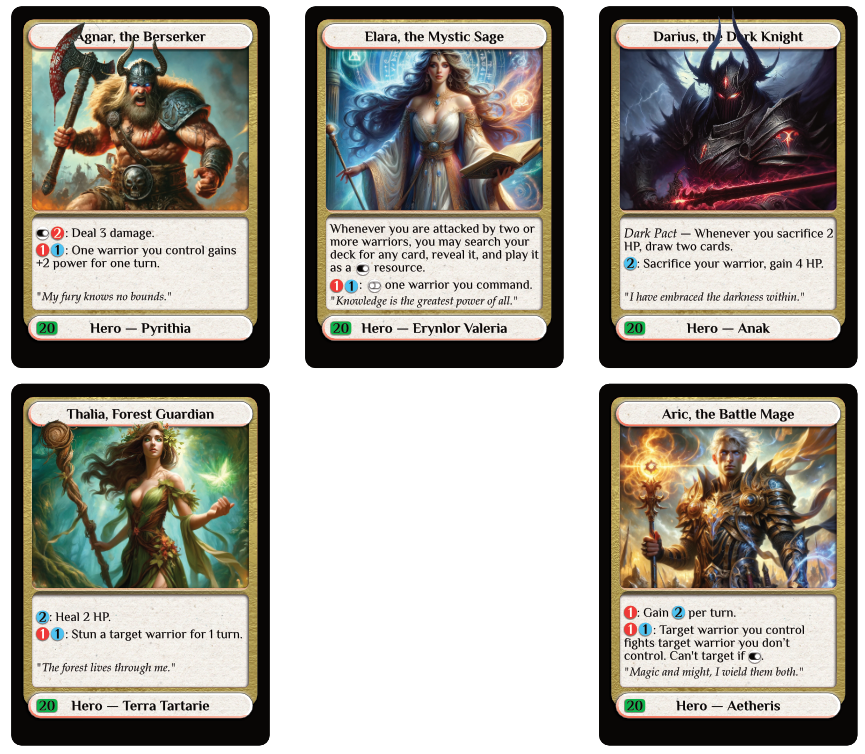 Agnar, the Berserker
2: Deal 3 damage.
1 1: One warrior you control gains
+2 power for one turn.
"My fury knows no bounds."
20 Hero — Pyrithia
Elara, the Mystic Sage
Whenever you are attacked by two or
more warriors, you may search your
deck for any card, reveal it, and play it
as a resource.
1 1: one warrior you command.
"Knowledge is the greatest power of all."
20 Hero — Erynlor Valeria
Darius, the Dark Knight
Dark Pact — Whenever you sacrifice 2
HP, draw two cards.
2: Sacrifice your warrior, gain 4 HP.
"I have embraced the darkness within."
20 Hero — Anak
Thalia, Forest Guardian
2: Heal 2 HP.
1 1: Stun a target warrior for 1 turn.
"The forest lives through me."
20 Hero — Terra Tartarie
Aric, the Battle Mage
1: Gain 2 per turn.
1 1: Target warrior you control
fights target warrior you don't
control. Can't target if .
"Magic and might, I wield them both."
20 Hero — Aetheris